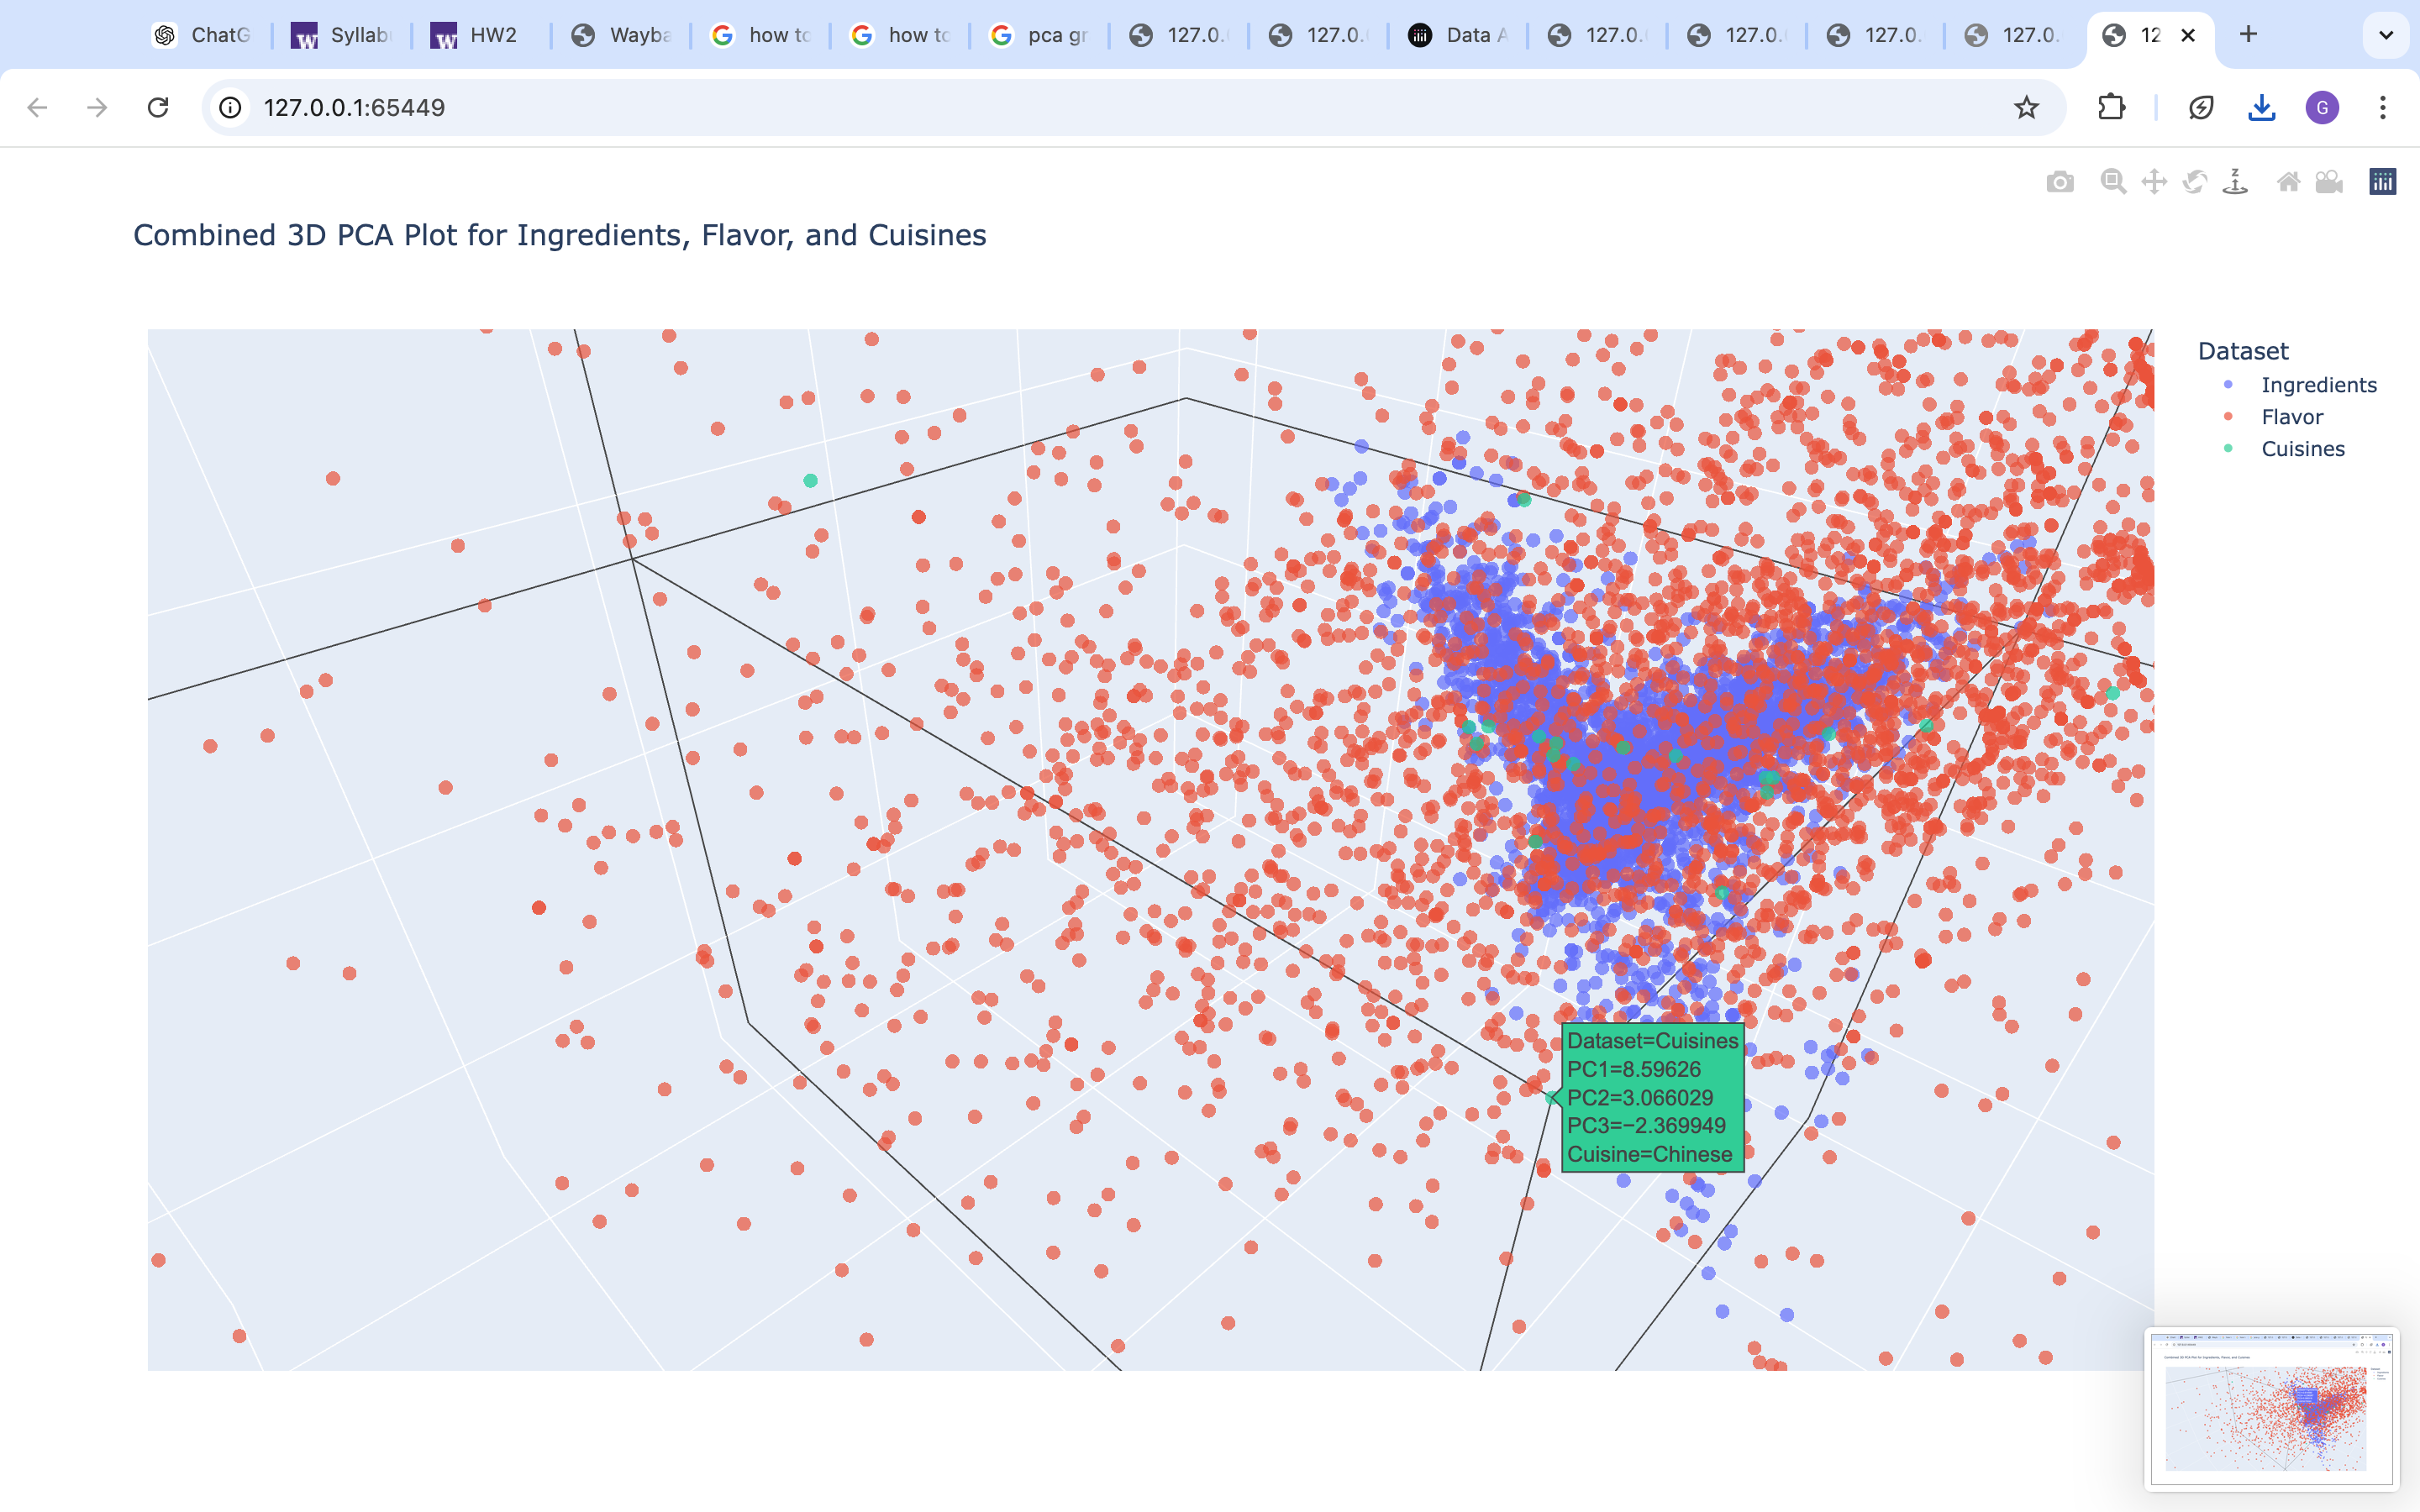 ChatG
Syllab
HW2
Wayba
how to
how to
pca gr
127.0.
127.0.
Data A
127.0.
127.0.
127.0.
127.0.
12
127.0.0.1:65449
G
Z
Combined 3D PCA Plot for Ingredients, Flavor, and Cuisines
Dataset
Ingredients
Flavor
Cuisines
Dataset=Cuisines
PC1=8.59626
PC2=3.066029
PC3=−2.369949
Cuisine=Chinese